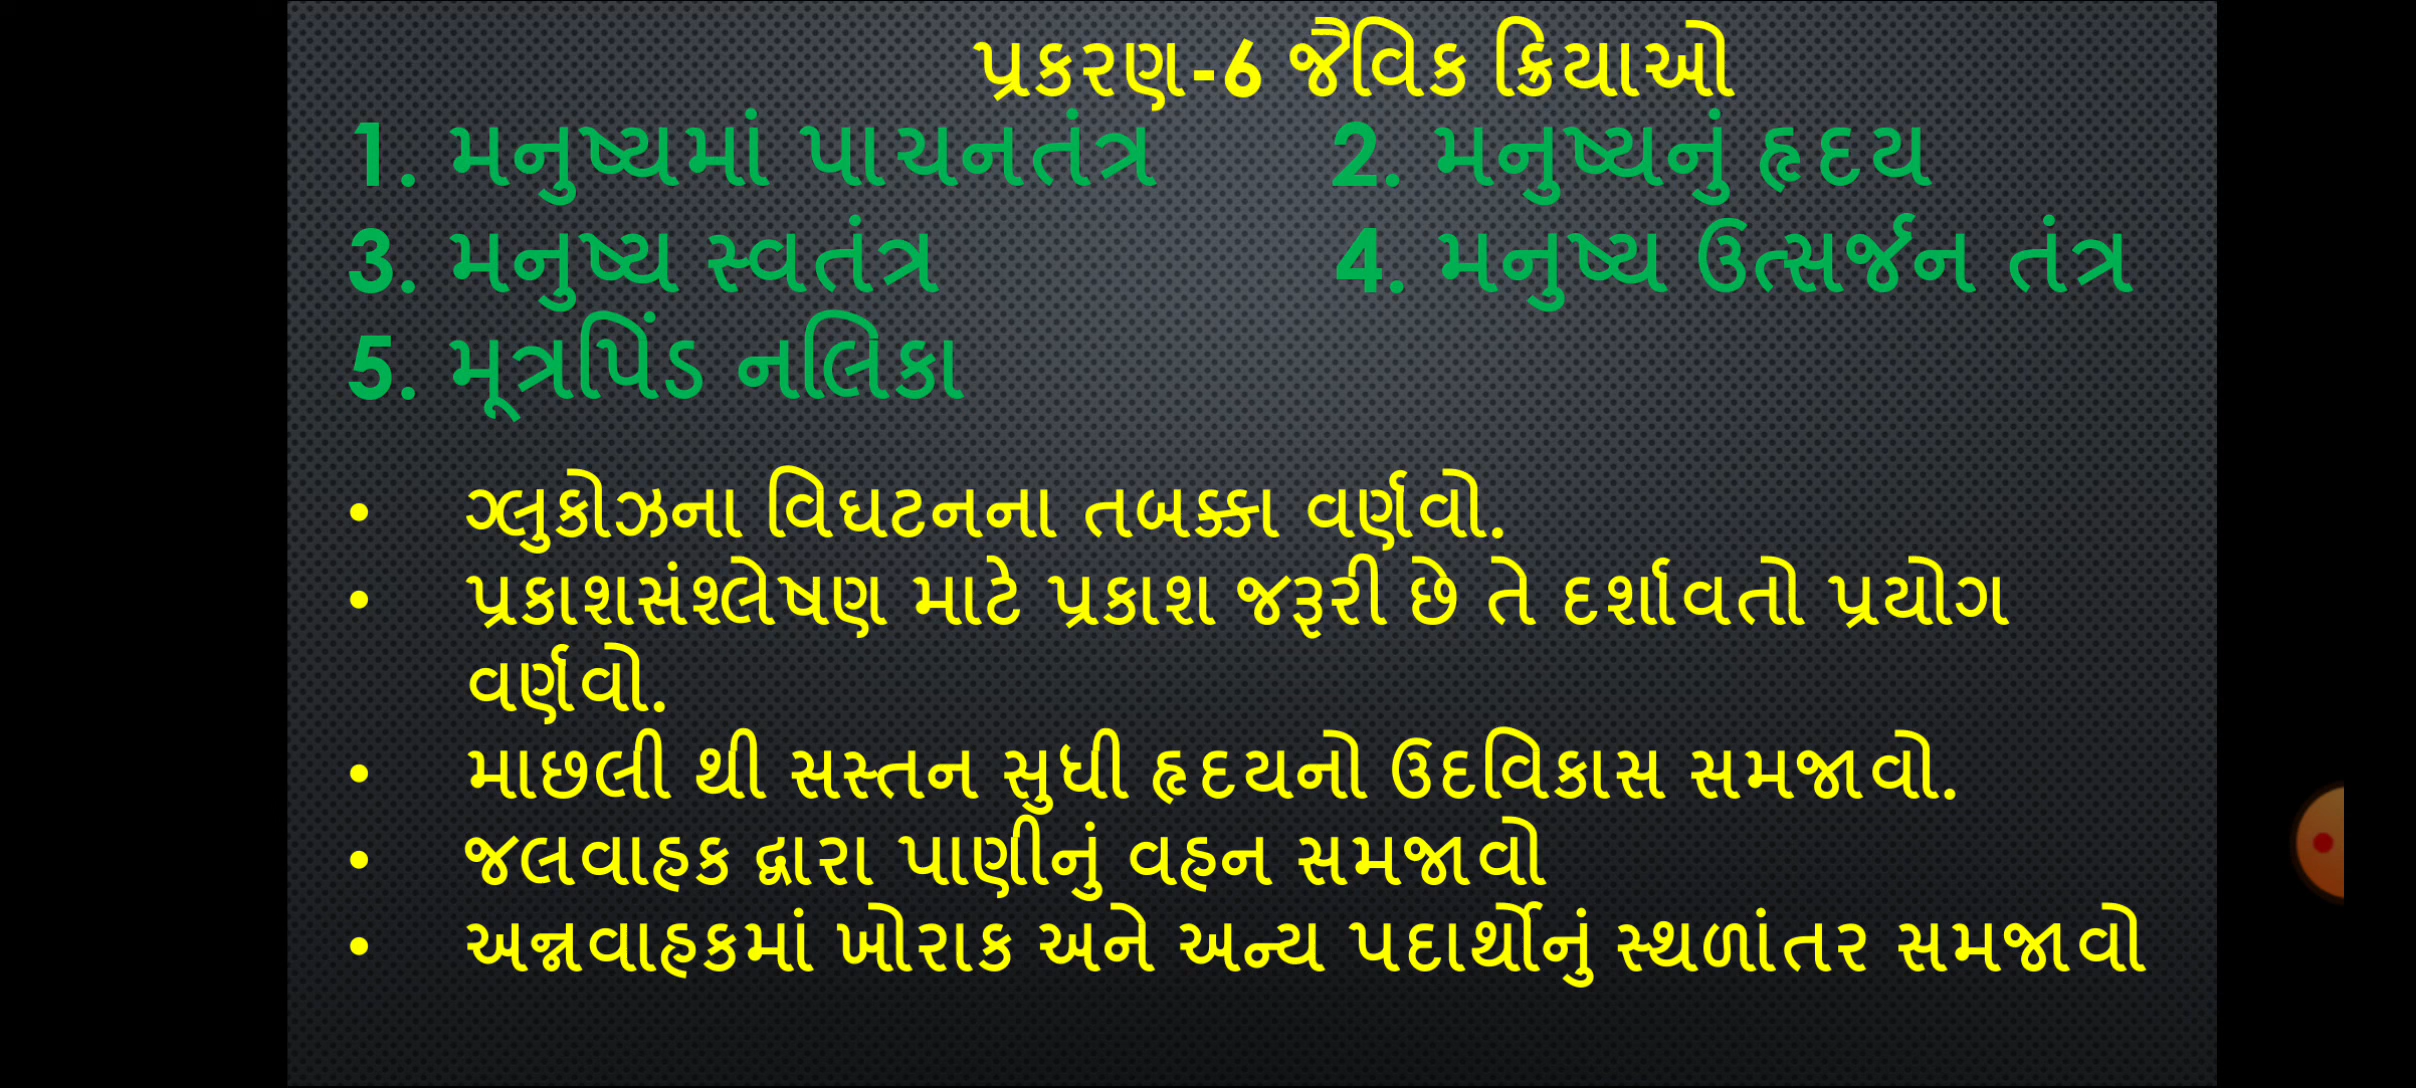 પ્રકરણ-6 જૈવિક ક્રિયાઓ
1. મનુષ્યમાં પાચનતંત્ર 2. મનુષ્યનું હૃદય
3. મનુષ્ય સ્વતંત્ર 4. મનુષ્ય ઉત્સર્જન તંત્ર
5. મૂત્રપિંડ નલિકા
• ગ્લુકોઝના વિઘટનના તબક્કા વર્ણવો.
• પ્રકાશસંશ્લેષણ માટે પ્રકાશ જરૂરી છે તે દર્શાવતો પ્રયોગ
વર્ણવો.
• માછલી થી સસ્તન સુધી હૃદયનો ઉદવિકાસ સમજાવો.
• જલવાહક દ્વારા પાણીનું વહન સમજાવો
• અન્નવાહકમાં ખોરાક અને અન્ય પદાર્થોનું સ્થળાંતર સમજાવો